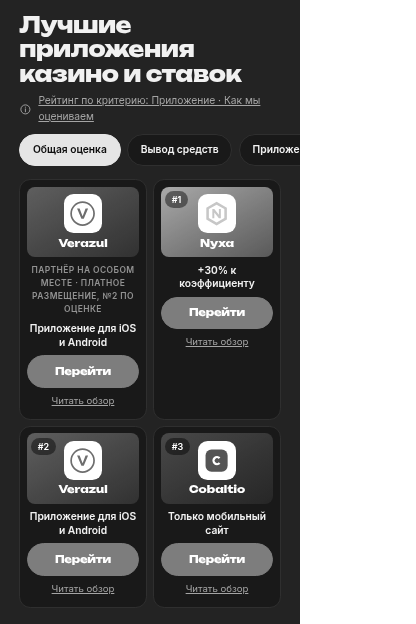 Лучшие
приложения
казино и ставок
Рейтинг по критерию: Приложение · Как мы
оцениваем
Общая оценка
Вывод средств
Приложе
Verazul
ПАРТНЁР НА ОСОБОМ
МЕСТЕ · ПЛАТНОЕ
РАЗМЕЩЕНИЕ, №2 ПО
ОЦЕНКЕ
Приложение для iOS
и Android
Перейти
Читать обзор
#1
Nyxa
+30% к
коэффициенту
Перейти
Читать обзор
#2
Verazul
Приложение для iOS
и Android
Перейти
Читать обзор
#3
Cobaltio
Только мобильный
сайт
Перейти
Читать обзор